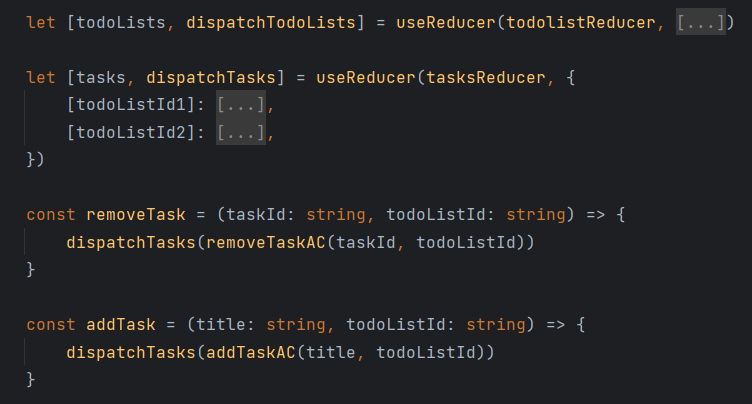 let [todoLists, dispatchTodoLists] = useReducer(todolistReducer, [...])
let [tasks, dispatchTasks] = useReducer(tasksReducer, {
[todoListId1]: [...],
[todoListId2]: [...],
})
const removeTask = (taskId: string, todoListId: string) => {
dispatchTasks(removeTaskAC(taskId, todoListId))
}
const addTask = (title: string, todoListId: string) => {
dispatchTasks(addTaskAC(title, todoListId))
}